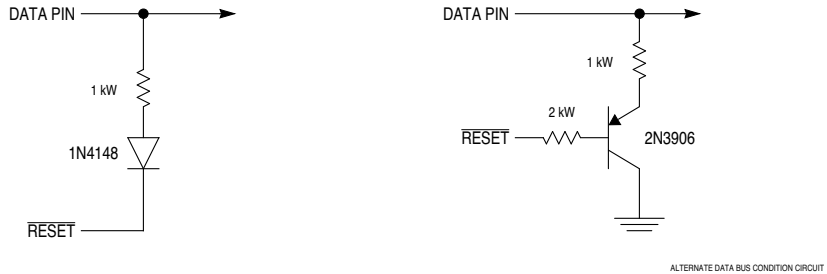 DATA PIN
1 kW
1N4148
RESET
DATA PIN
1 kW
2 kW
RESET
2N3906
ALTERNATE DATA BUS CONDITION CIRCUIT